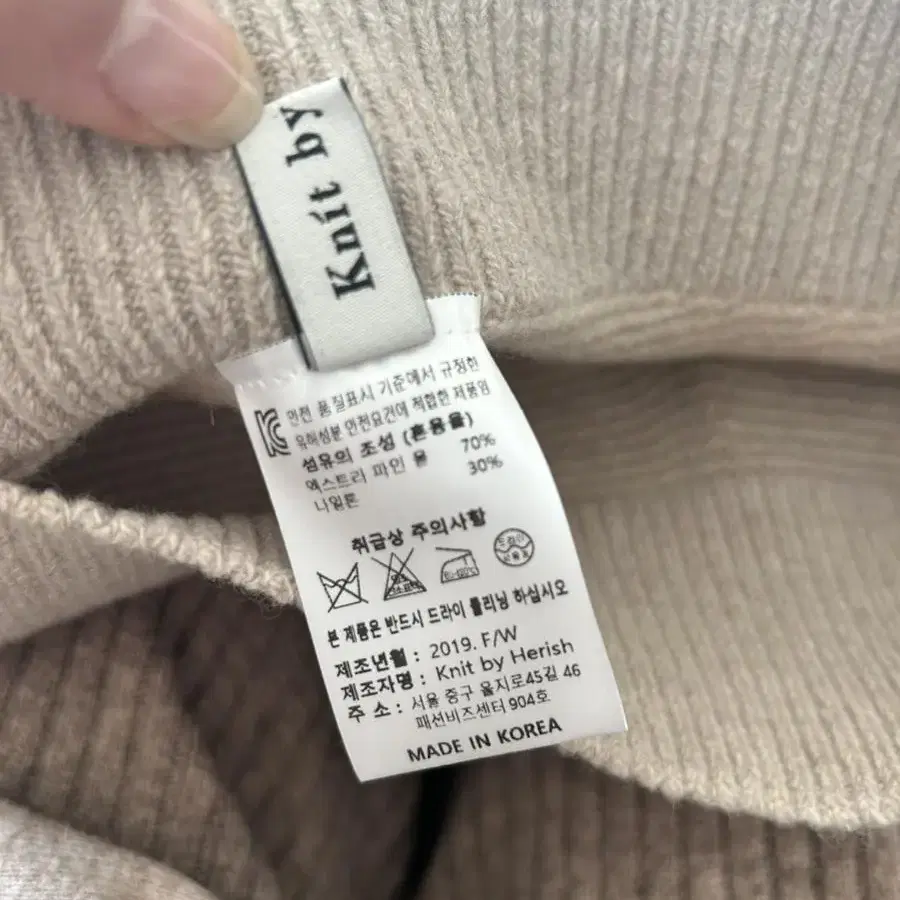 Knit by
안전 품질표시 기준에서 규정한
유해성분 안전요건에 적합한 제품임
섬유의 조성 (혼용율)
엑스트라 파인 울 70%
나일론 30%
취급상 주의사항
드라이
본 제품은 반드시 드라이 클리닝 하십시오
제조년월 : 2019. F/W
제조자명 : Knit by Herish
주 소 : 서울 중구 을지로45길 46
패션비즈센터 904호
MADE IN KOREA